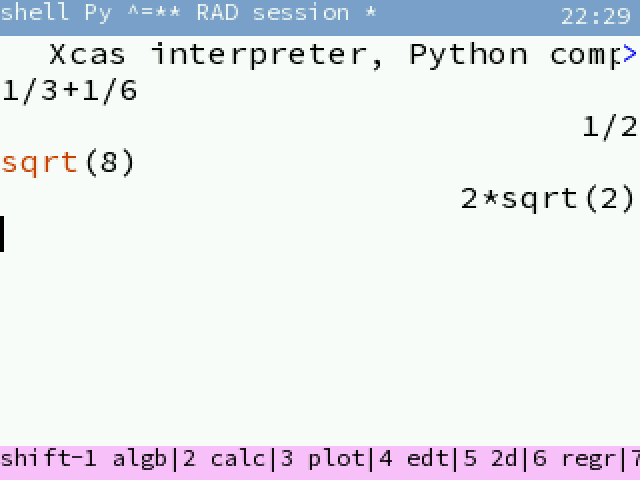 shell Py ^=** RAD session * 22:29
Xcas interpreter, Python comp>
1/3+1/6
1/2
sqrt(8)
2*sqrt(2)
shift-1 algb|2 calc|3 plot|4 edt|5 2d|6 regr|7